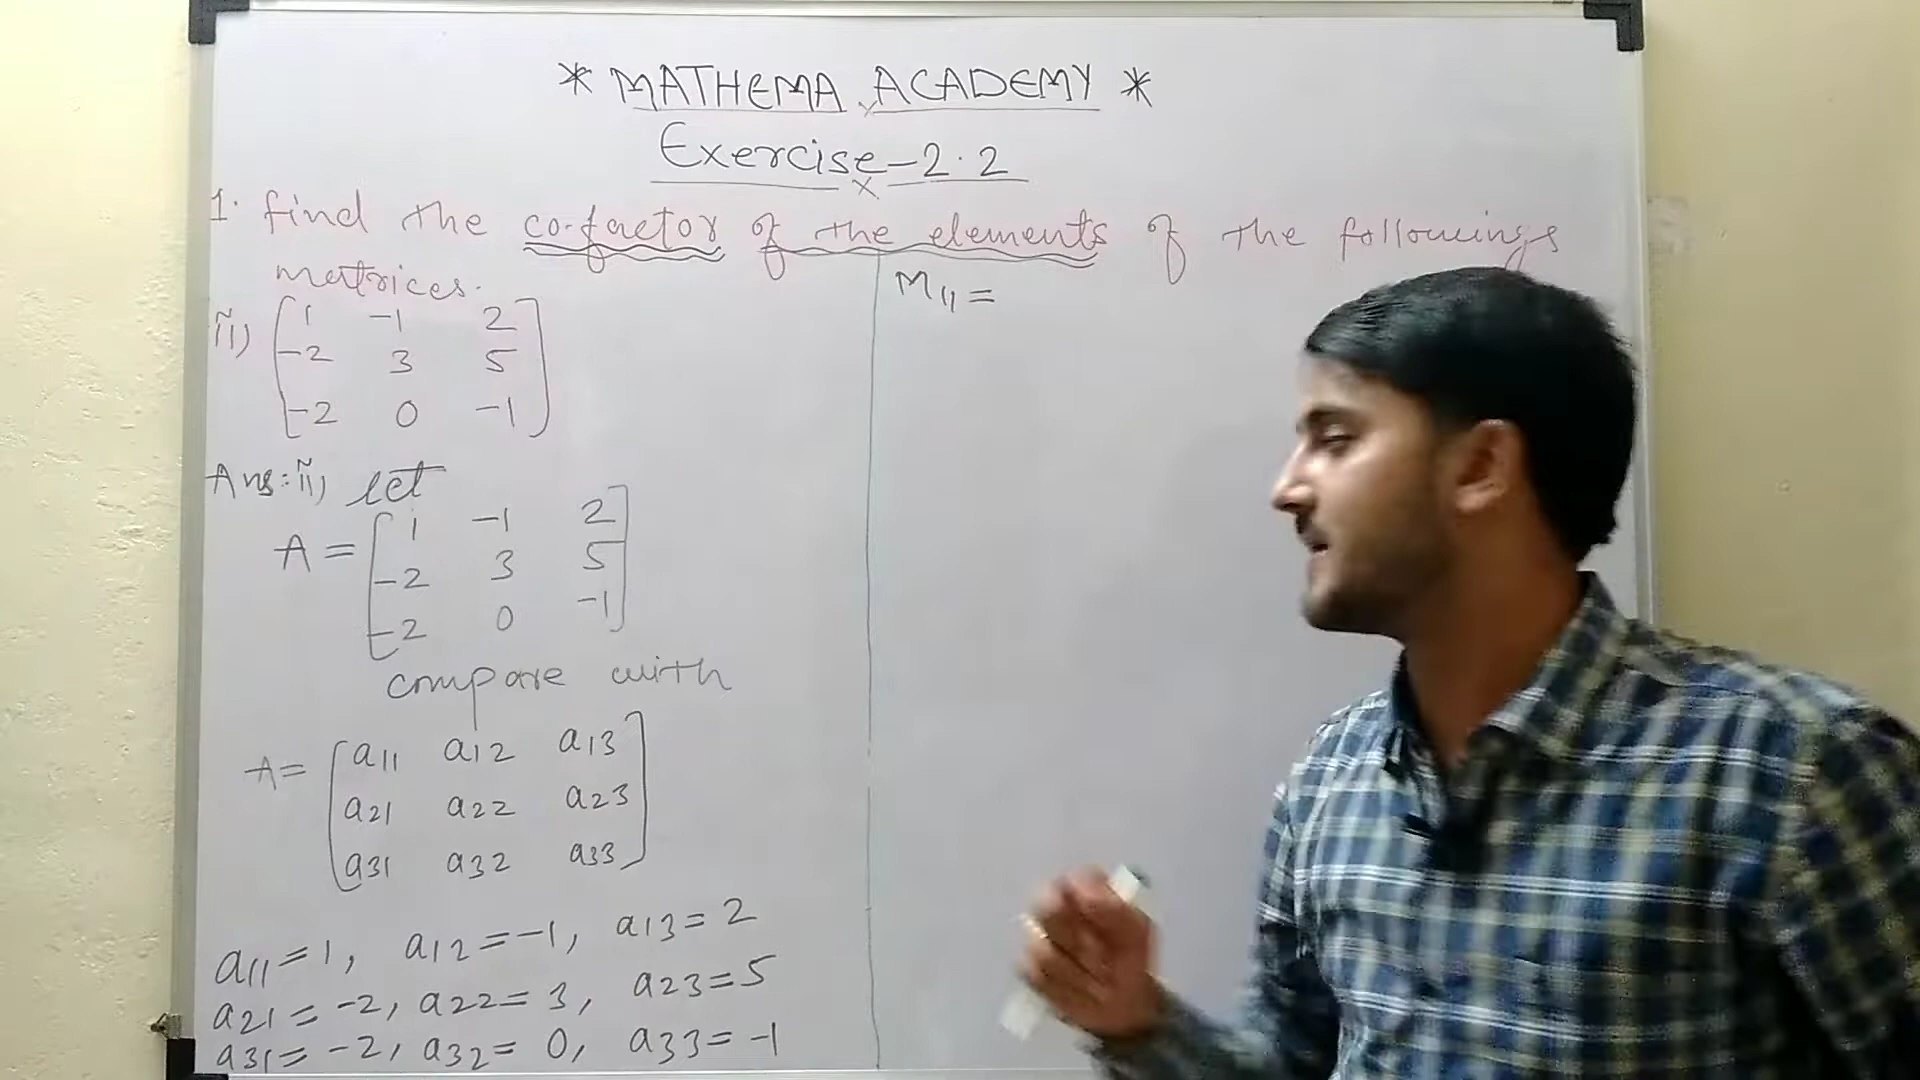 * MATHEMA ACADEMY *
Exercise-2.2
1. find the co-factor of the elements of the followings
matrices.
ii) [ 1 -1 2
-2 3 5
-2 0 -1 ]
Ans: ii) let
A = [ 1 -1 2
-2 3 5
-2 0 -1 ]
compare with
A = [ a11 a12 a13
a21 a22 a23
a31 a32 a33 ]
a11 = 1, a12 = -1, a13 = 2
a21 = -2, a22 = 3, a23 = 5
a31 = -2, a32 = 0, a33 = -1
M11 =